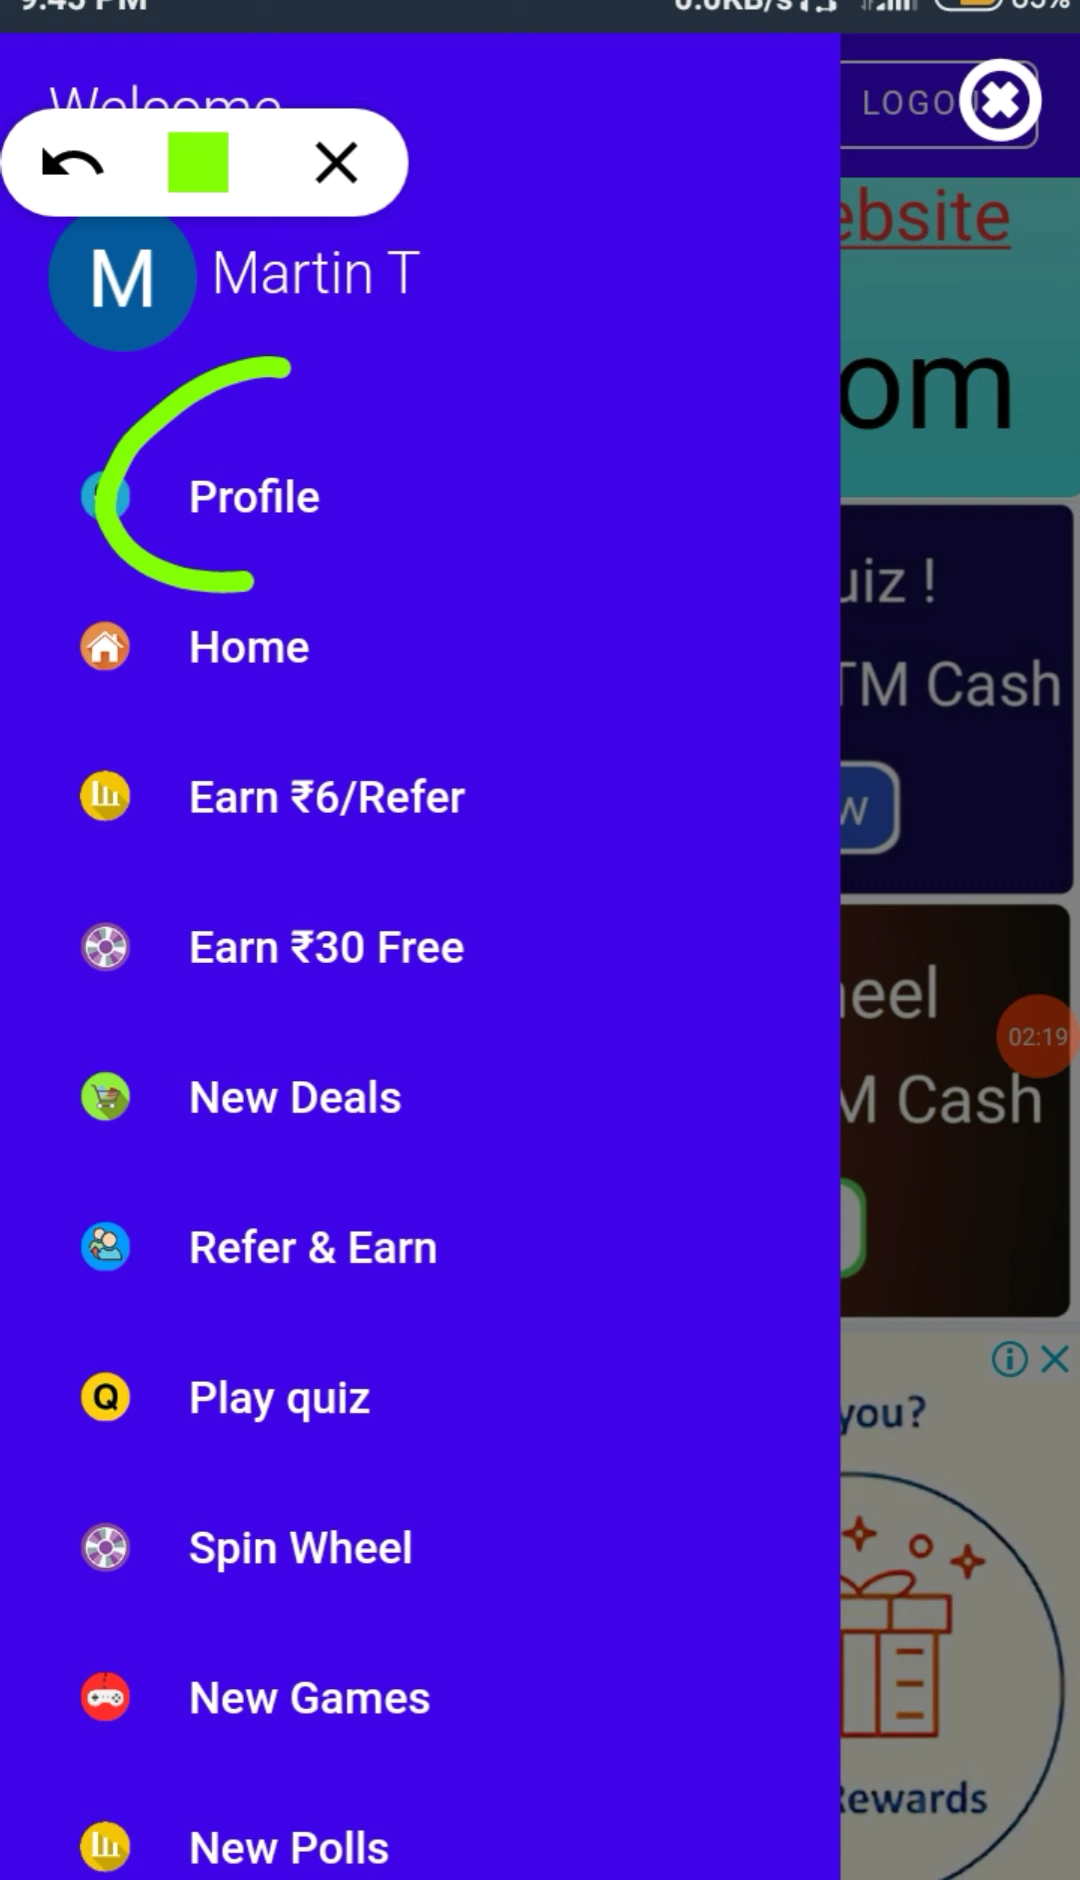 9:45 PM
Welcome
LOGO
ebsite
M
Martin T
om
Profile
uiz !
Home
TM Cash
Earn ₹6/Refer
W
Earn ₹30 Free
eel
02:19
New Deals
M Cash
Refer & Earn
Play quiz
you?
Q
Spin Wheel
New Games
Rewards
New Polls